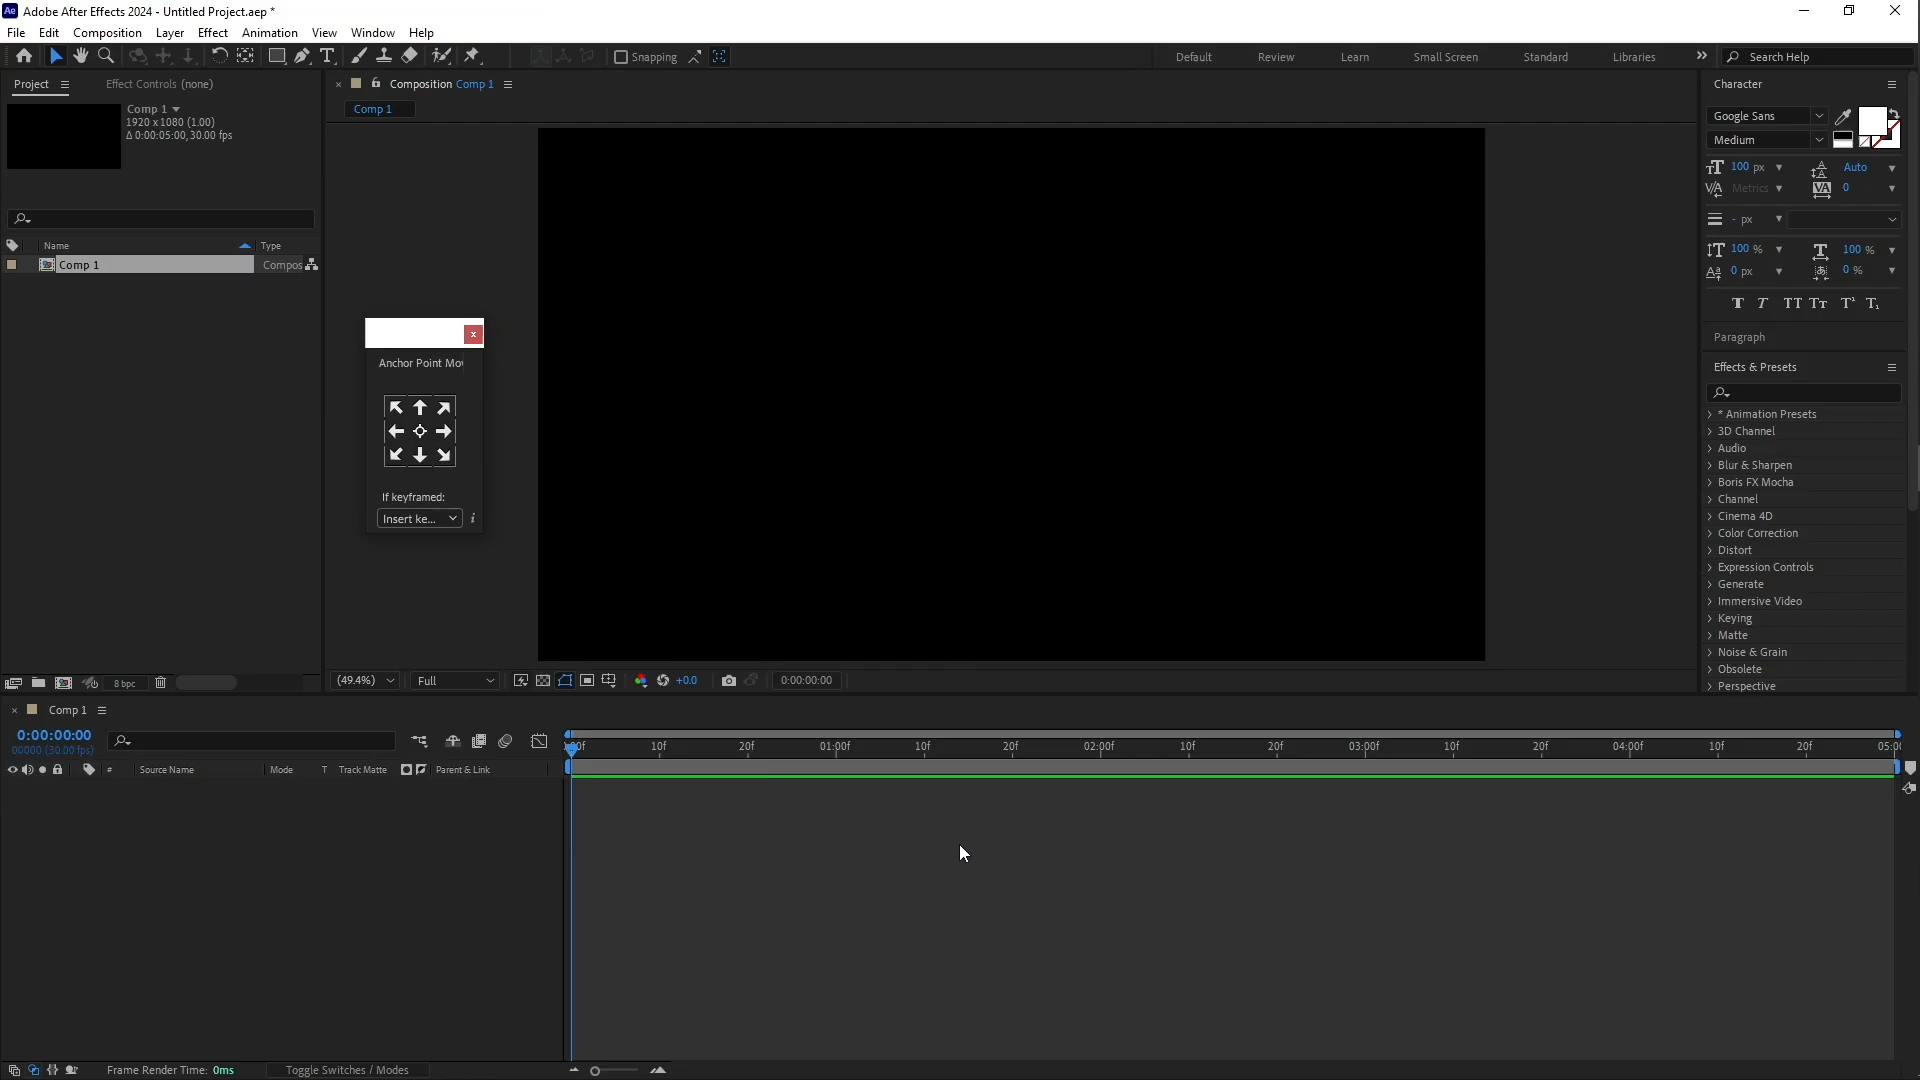 Ae Adobe After Effects 2024 - Untitled Project.aep *
File Edit Composition Layer Effect Animation View Window Help
Snapping
Default Review Learn Small Screen Standard Libraries Search Help
Project Effect Controls (none)
Comp 1
1920 x 1080 (1.00)
Δ 0:00:05:00, 30.00 fps
Name Type
Comp 1 Compos
8 bpc
Composition Comp 1
Comp 1
Anchor Point Mo
If keyframed:
Insert ke...
(49.4%) Full +0.0 0:00:00:00
Character
Google Sans
Medium
100 px Auto
Metrics 0
- px
100 % 100 %
0 px 0 %
T T TT Tt T¹ T₁
Paragraph
Effects & Presets
* Animation Presets
3D Channel
Audio
Blur & Sharpen
Boris FX Mocha
Channel
Cinema 4D
Color Correction
Distort
Expression Controls
Generate
Immersive Video
Keying
Matte
Noise & Grain
Obsolete
Perspective
Comp 1
0:00:00:00
00000 (30.00 fps)
# Source Name Mode T Track Matte Parent & Link
:00f 10f 20f 01:00f 10f 20f 02:00f 10f 20f 03:00f 10f 20f 04:00f 10f 20f 05:0
Frame Render Time: 0ms Toggle Switches / Modes